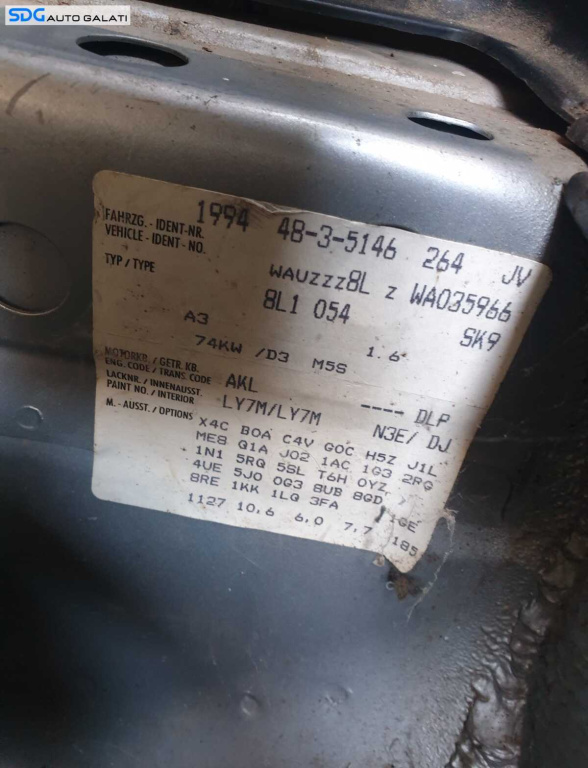 SDG AUTO GALATI
1994 48-3-5146 264 JV
FAHRZG. - IDENT-NR.
VEHICLE - IDENT - NO.
WAUZZZ8L Z WA035966
TYP / TYPE
8L1 054 SK9
A3 1.6
74KW /D3 M5S
MOTORKB. / GETR. KB.
ENG. CODE / TRANS. CODE
AKL ---- DLP
LACKNR. / INNENAUSST.
PAINT NO. / INTERIOR
LY7M/LY7M N3E/ DJ
M. - AUSST. / OPTIONS
X4C B0A C4V G0C H5Z J1L
ME8 G1A J02 1AC 1G3 2RG
1N1 5RQ 5SL T6H 0YZ
4UE 5J0 0G3 8UB 8GD
8RE 1KK 1LG 3FA 1GE
1127 10,6 6,0 7,7 185